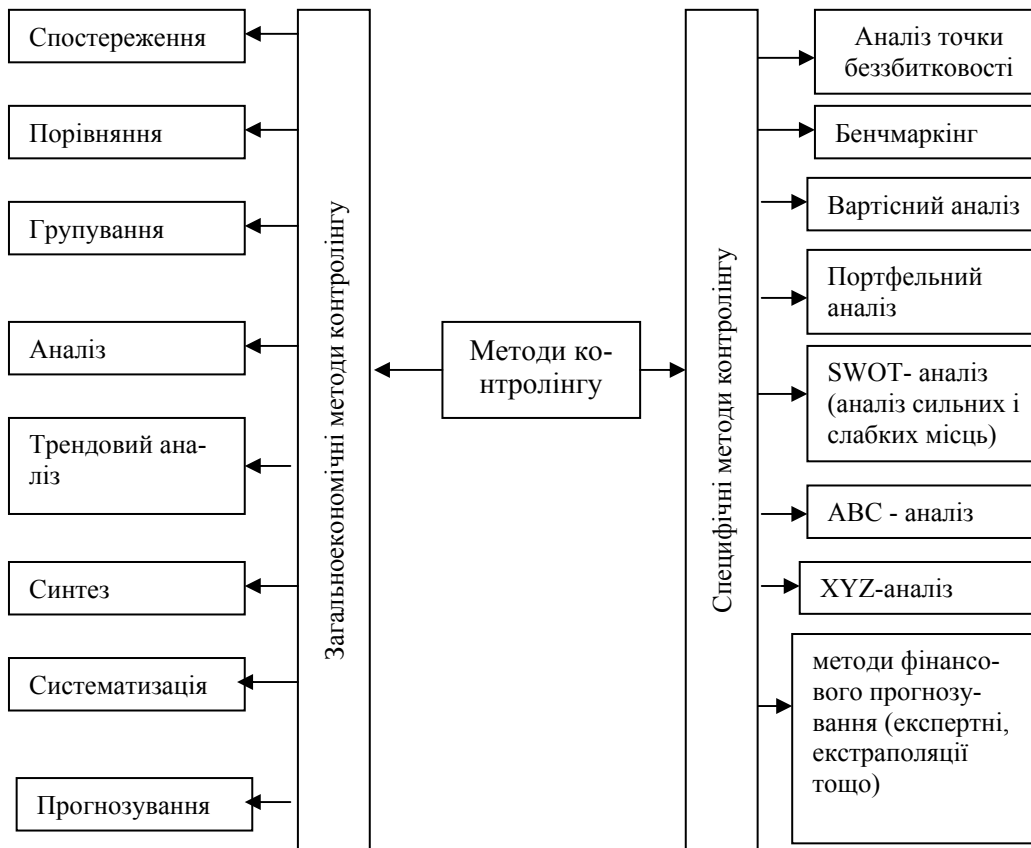 Спостереження
Порівняння
Групування
Аналіз
Трендовий ана-
ліз
Синтез
Систематизація
Прогнозування
Загальноекономічні методи контролінгу
Методи ко-
нтролінгу
Специфічні методи контролінгу
Аналіз точки
беззбитковості
Бенчмаркінг
Вартісний аналіз
Портфельний
аналіз
SWOT- аналіз
(аналіз сильних і
слабких місць)
АВС - аналіз
XYZ-аналіз
методи фінансо-
вого прогнозу-
вання (експертні,
екстраполяції
тощо)